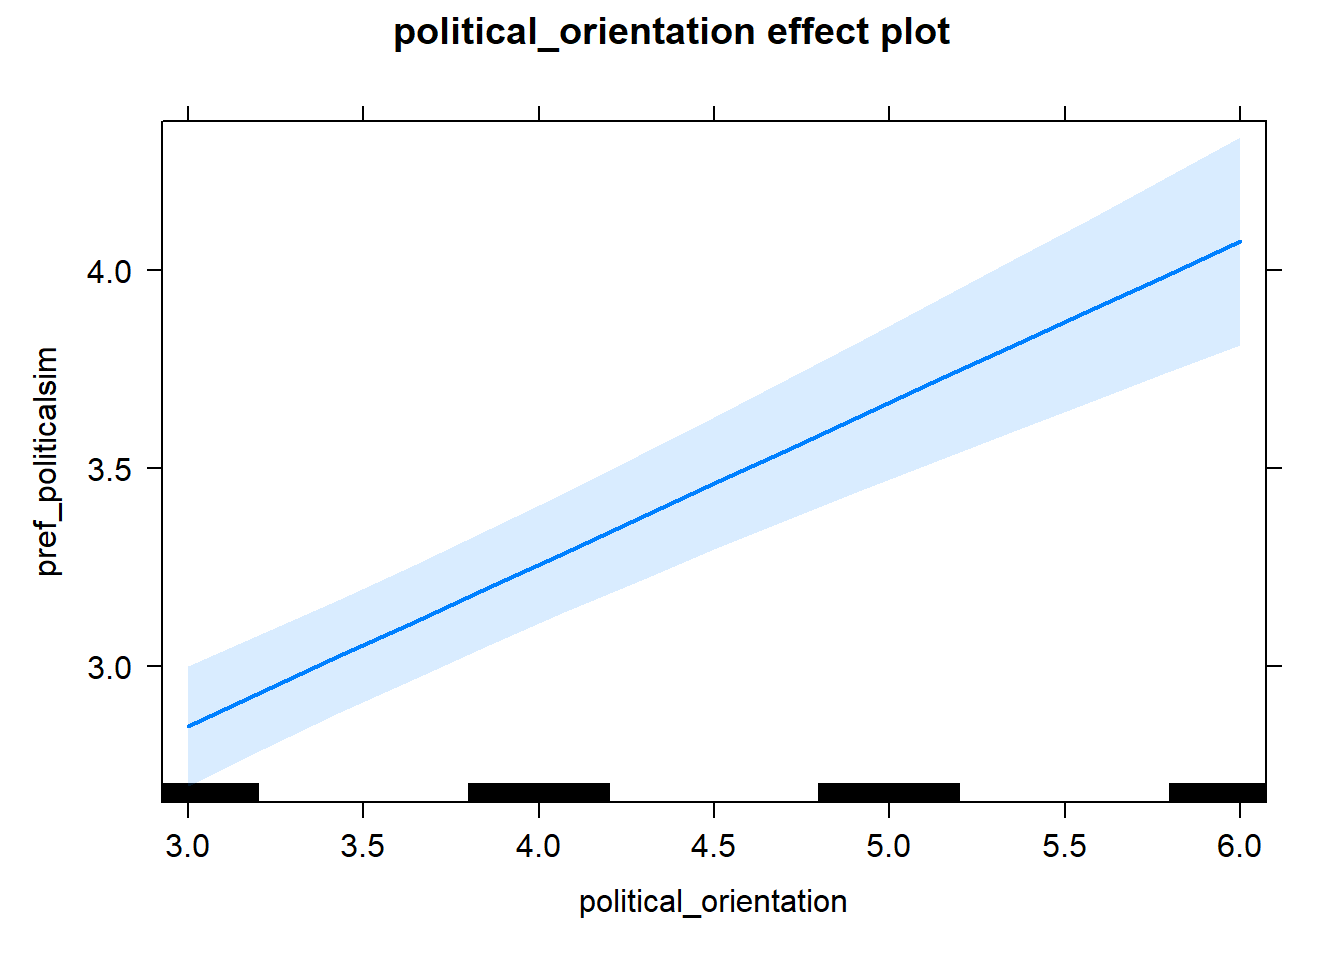 political_orientation effect plot
4.0
3.5
3.0
pref_politicalsim
3.0 3.5 4.0 4.5 5.0 5.5 6.0
political_orientation